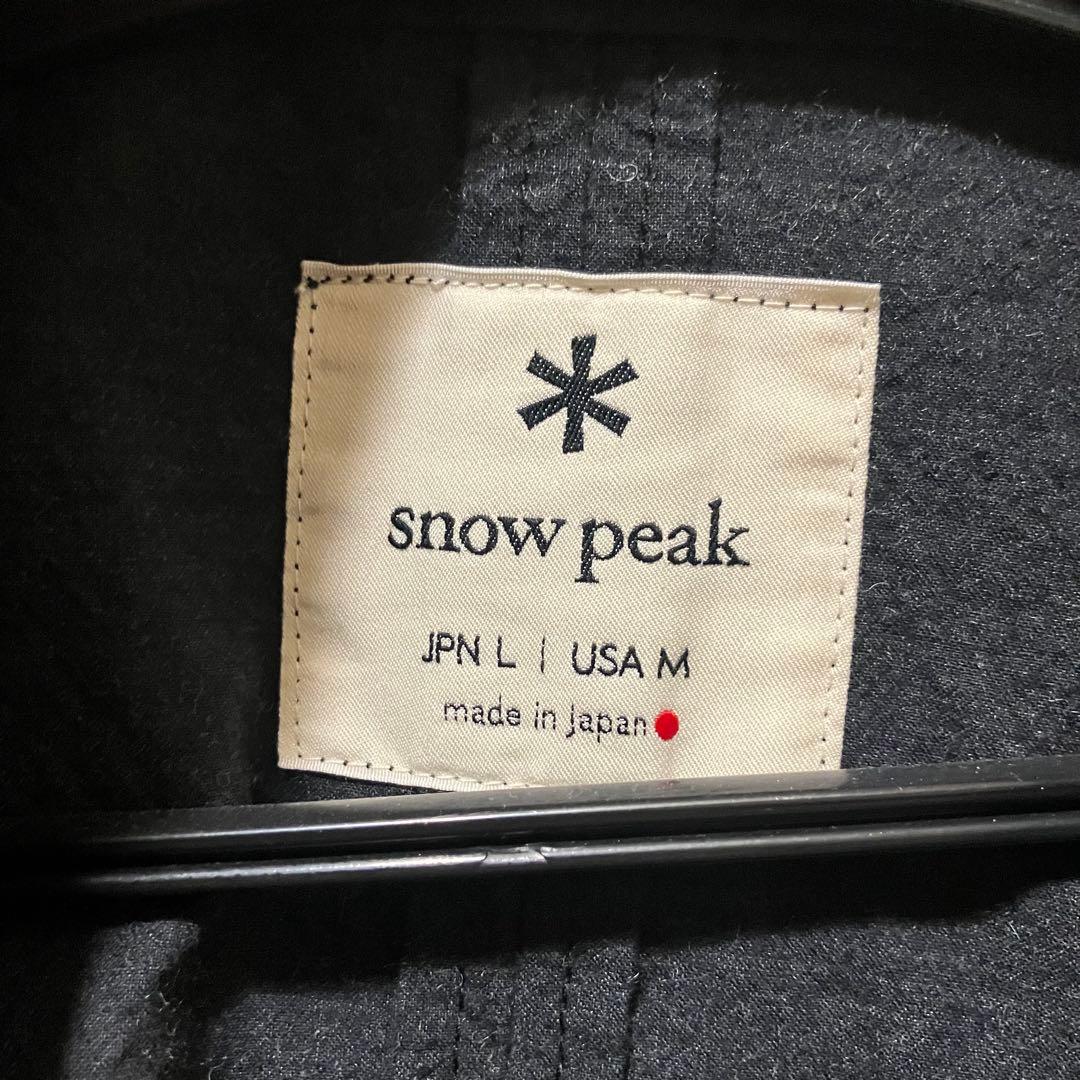 snow peak
JPN L | USA M
made in Japan